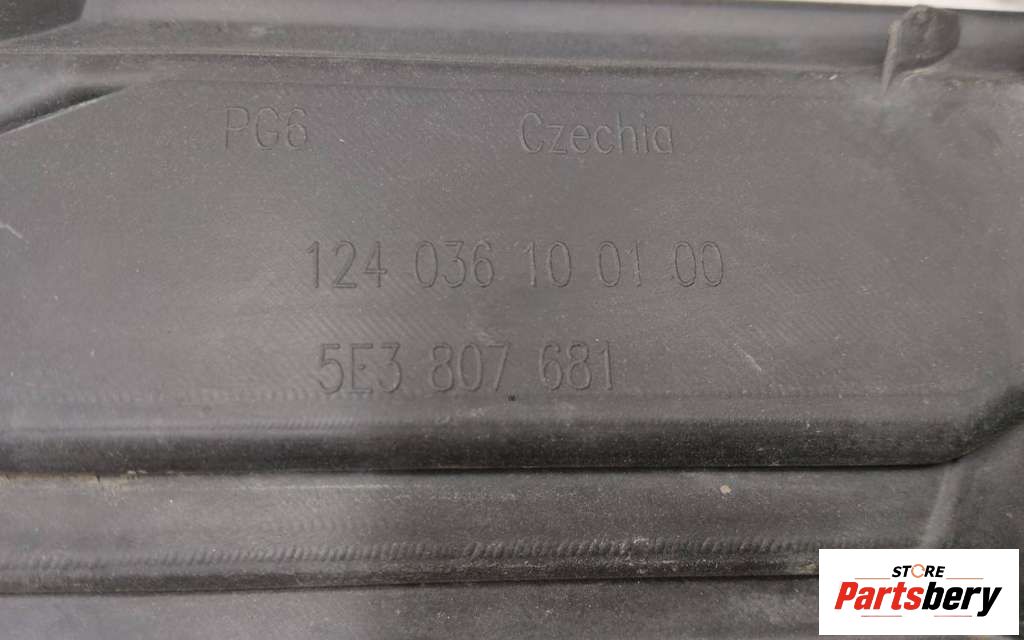 PG6 Czechia
124 036 10 01 00
5E3 807 681
STORE
Partsbery